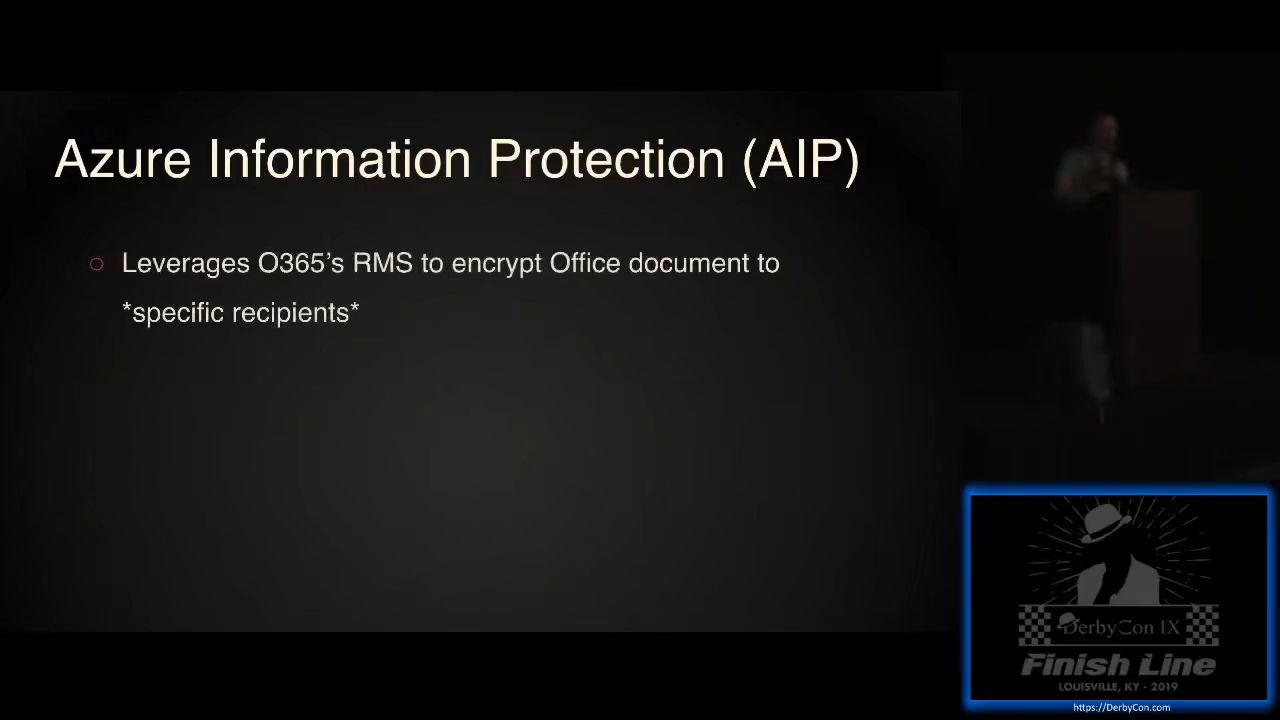 Azure Information Protection (AIP)
Leverages O365’s RMS to encrypt Office document to
*specific recipients*
DerbyCon IX
Finish Line
LOUISVILLE, KY - 2019
https://DerbyCon.com